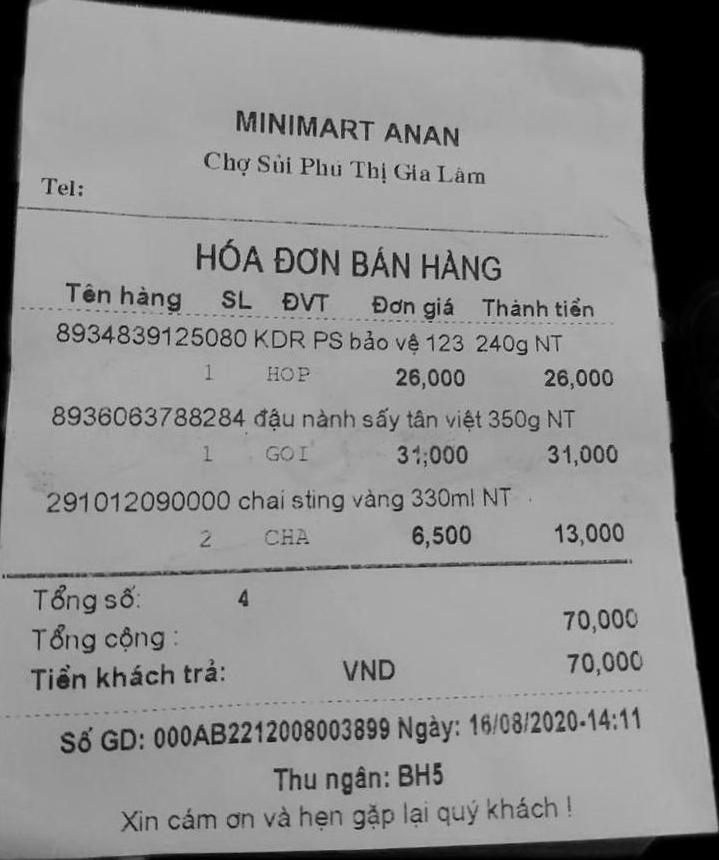 MINIMART ANAN
Chợ Sủi Phú Thị Gia Lâm
Tel:
HÓA ĐƠN BÁN HÀNG
Tên hàng SL ĐVT Đơn giá Thành tiền
8934839125080 KDR PS bảo vệ 123 240g NT
1 HOP 26,000 26,000
8936063788284 đậu nành sấy tân việt 350g NT
1 GOI 31,000 31,000
291012090000 chai sting vàng 330ml NT
2 CHA 6,500 13,000
Tổng số: 4
Tổng cộng : 70,000
Tiền khách trả: VND 70,000
Số GD: 000AB2212008003899 Ngày: 16/08/2020-14:11
Thu ngân: BH5
Xin cám ơn và hẹn gặp lại quý khách !